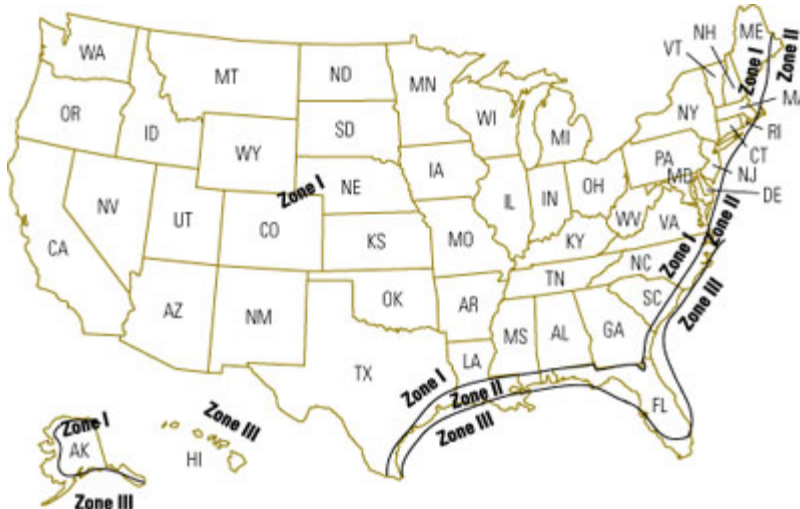 NH
ME
Zone II
WA
VT
Zone I
MT
ND
MN
MA
OR
ID
SD
WI
NY
RI
WY
MI
CT
IA
PA
NJ
Zone I
NE
MD
DE
NV
OH
IL
IN
UT
WV
VA
Zone II
CA
CO
KS
MO
KY
Zone I
NC
TN
OK
AR
SC
Zone III
AZ
NM
MS
AL
GA
LA
TX
Zone I
Zone II
FL
Zone III
Zone III
Zone I
AK
HI
Zone III